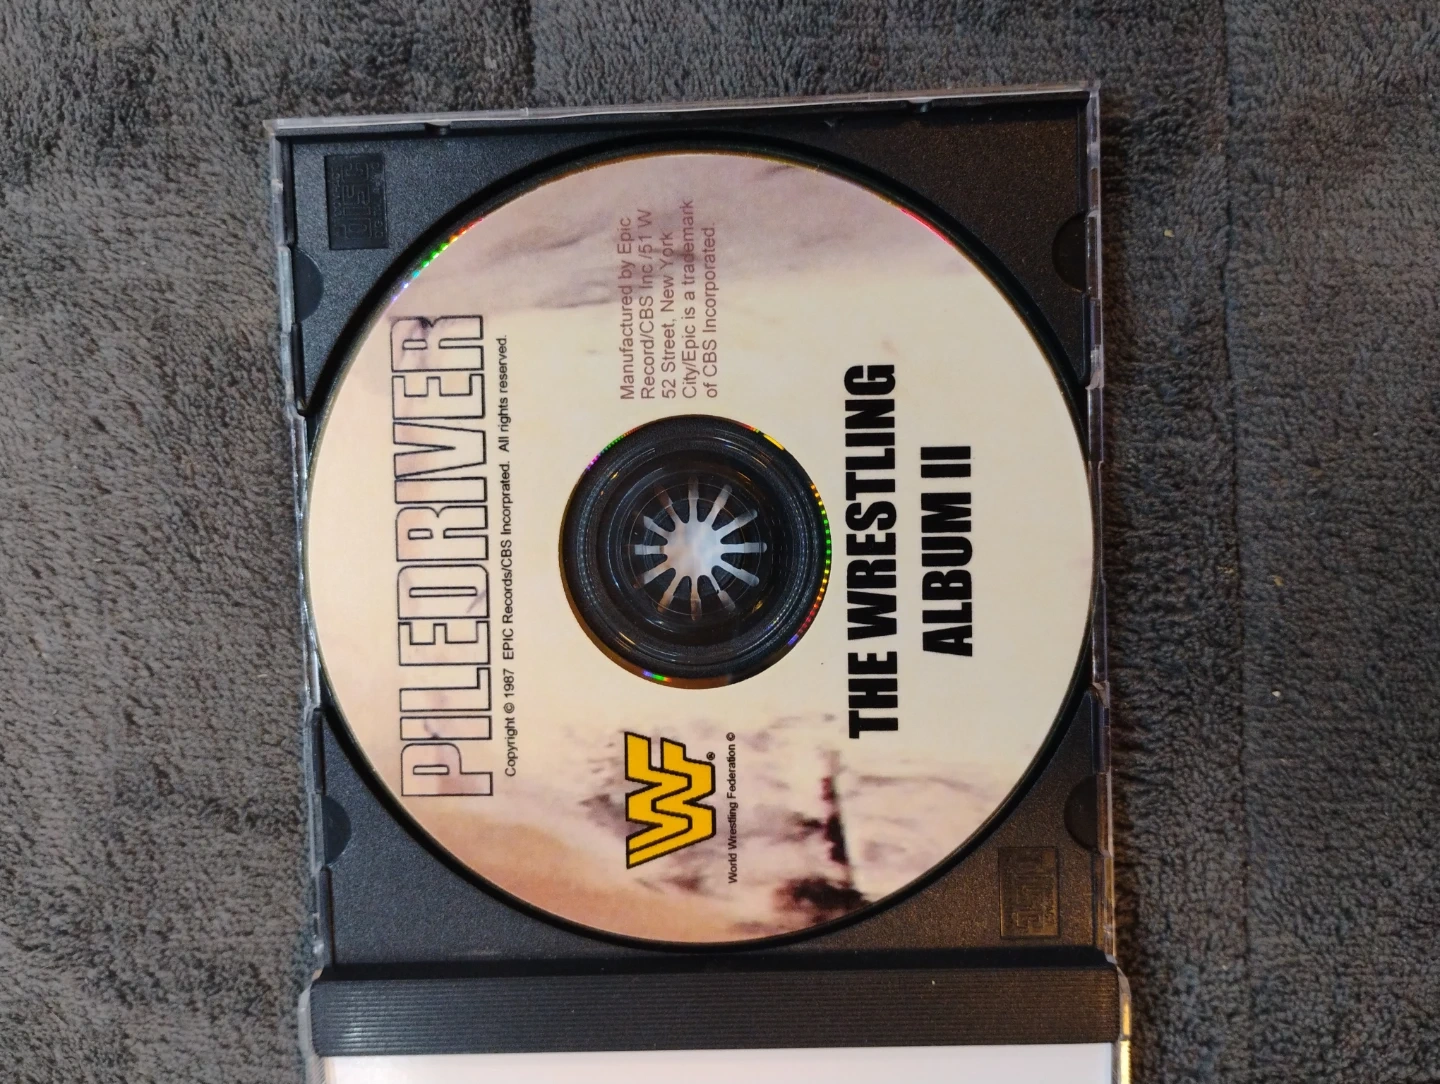 PILEDRIVER
Copyright © 1987 EPIC Records/CBS Incorprated. All rights reserved.
WF
®
World Wrestling Federation ©
Manufactured by Epic
Record/CBS Inc /51 W
52 Street, New York
City/Epic is a trademark
of CBS Incorporated.
THE WRESTLING
ALBUM II